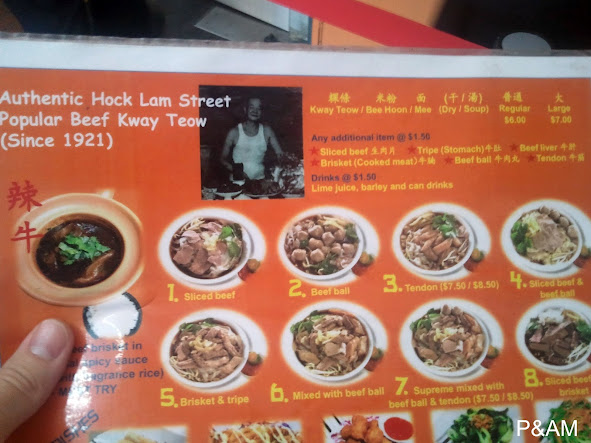 Authentic Hock Lam Street
Popular Beef Kway Teow
(Since 1921)
粿條 米粉 面 (干 / 湯) 普通 大
Kway Teow / Bee Hoon / Mee (Dry / Soup) Regular Large
$6.00 $7.00
Any additional item @ $1.50
★Sliced beef 生肉片 ★Tripe (Stomach) 牛肚 ★Beef liver 牛肝
★Brisket (Cooked meat) 牛腩 ★Beef ball 牛肉丸 ★Tendon 牛筋
Drinks @ $1.50
Lime juice, barley and can drinks
辣
牛
1. Sliced beef
2. Beef ball
3. Tendon ($7.50 / $8.50)
4. Sliced beef &
beef ball
brisket in
spicy sauce
fragrance rice)
TRY
5. Brisket & tripe
6. Mixed with beef ball
7 Supreme mixed with
beef ball & tendon ($7.50 / $8.50)
8. Sliced beef
brisket
P&AM